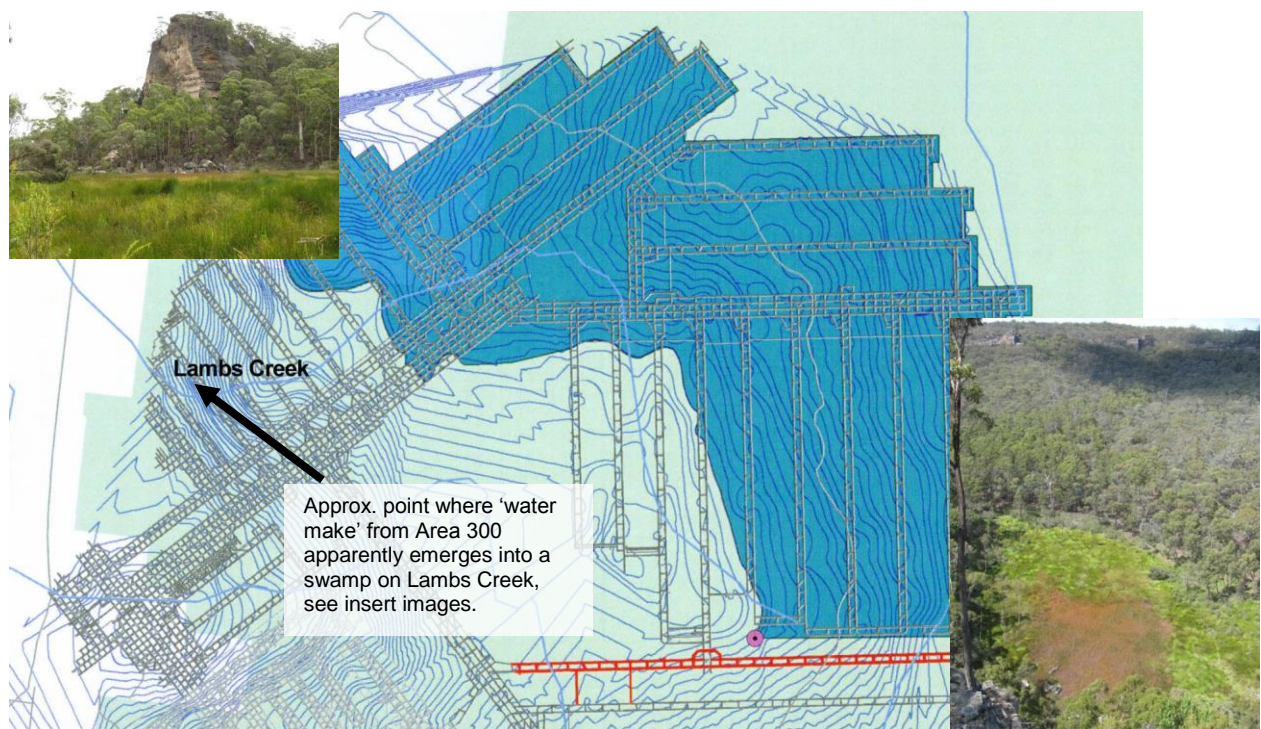 Lambs Creek
Approx. point where ‘water
make’ from Area 300
apparently emerges into a
swamp on Lambs Creek,
see insert images.